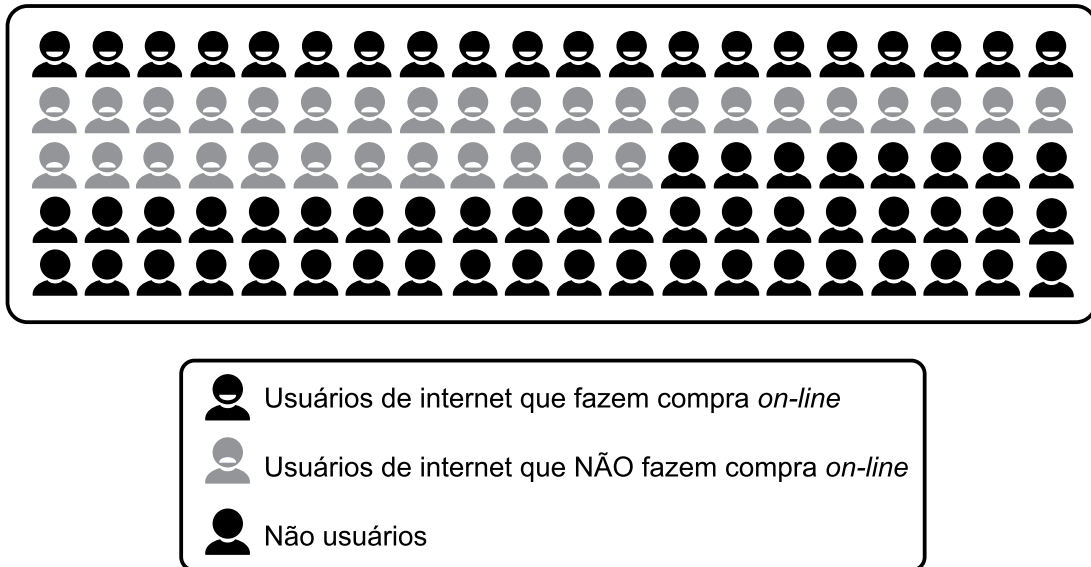 Usuários de internet que fazem compra on-line
Usuários de internet que NÃO fazem compra on-line
Não usuários